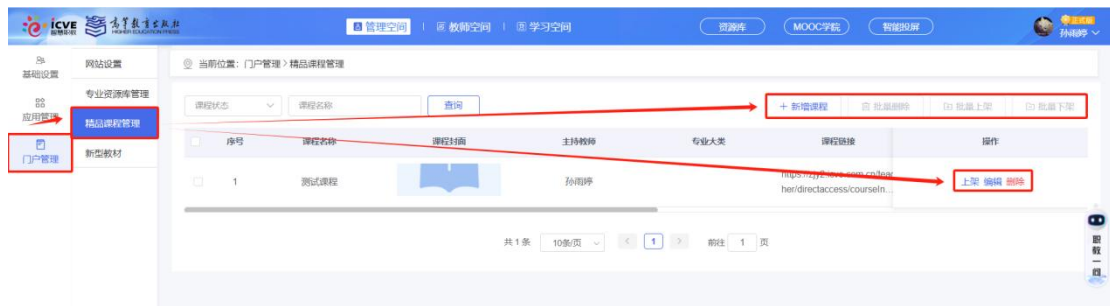 icve 智慧职教 高等教育出版社 HIGHER EDUCATION PRESS 管理空间 教师空间 学习空间 资源库 MOOC学院 智能投屏 正式版 孙雨婷
基础设置
应用管理
门户管理
网站设置
专业资源库管理
精品课程管理
新型教材
当前位置：门户管理 > 精品课程管理
课程状态 课程名称 查询 + 新增课程 批量删除 批量上架 批量下架
序号 课程名称 课程封面 主持教师 专业大类 课程链接 操作
1 测试课程 孙雨婷 her/directaccess/courseIn... 上架 编辑 删除
共 1 条 10条/页 < 1 > 前往 1 页
职教一问